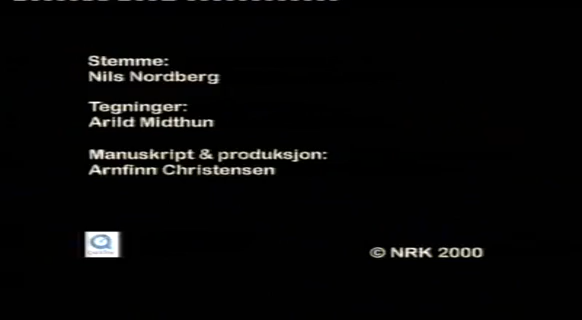 Stemme:
Nils Nordberg
Tegninger:
Arild Midthun
Manuskript & produksjon:
Arnfinn Christensen
© NRK 2000